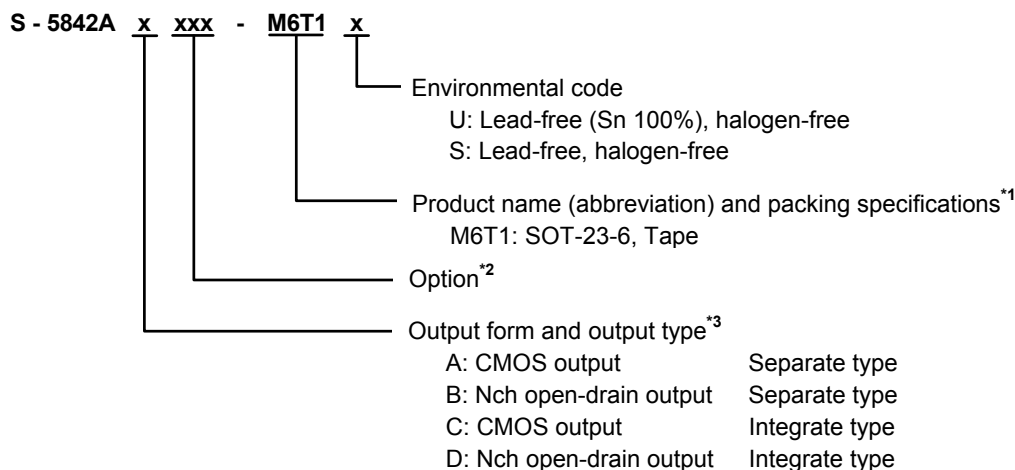 S - 5842A x xxx - M6T1 x
Environmental code
U: Lead-free (Sn 100%), halogen-free
S: Lead-free, halogen-free
Product name (abbreviation) and packing specifications*1
M6T1: SOT-23-6, Tape
Option*2
Output form and output type*3
A: CMOS output Separate type
B: Nch open-drain output Separate type
C: CMOS output Integrate type
D: Nch open-drain output Integrate type